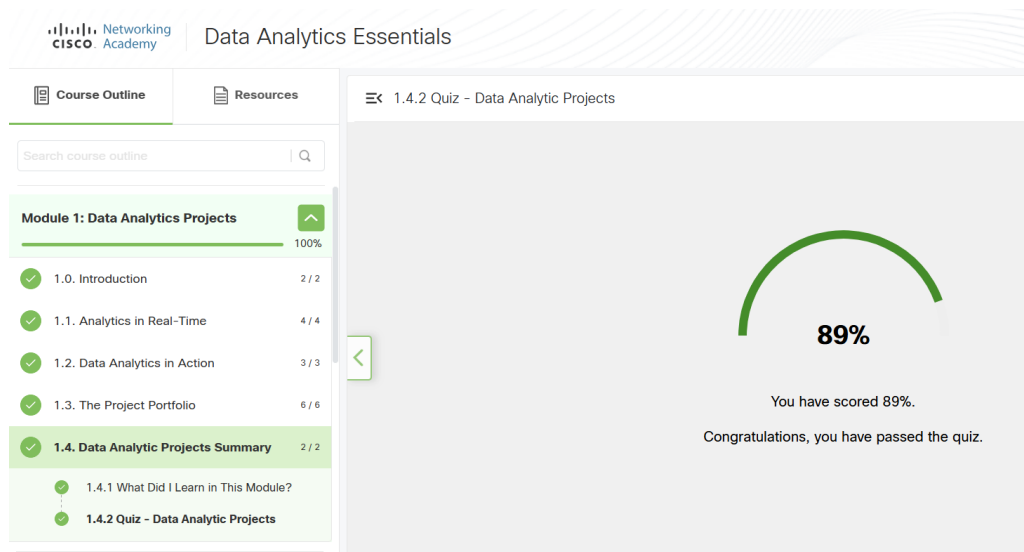 Networking
CISCO Academy
Data Analytics Essentials
Course Outline
Resources
Search course outline
Module 1: Data Analytics Projects
100%
1.0. Introduction 2 / 2
1.1. Analytics in Real-Time 4 / 4
1.2. Data Analytics in Action 3 / 3
1.3. The Project Portfolio 6 / 6
1.4. Data Analytic Projects Summary 2 / 2
1.4.1 What Did I Learn in This Module?
1.4.2 Quiz - Data Analytic Projects
1.4.2 Quiz - Data Analytic Projects
89%
You have scored 89%.
Congratulations, you have passed the quiz.